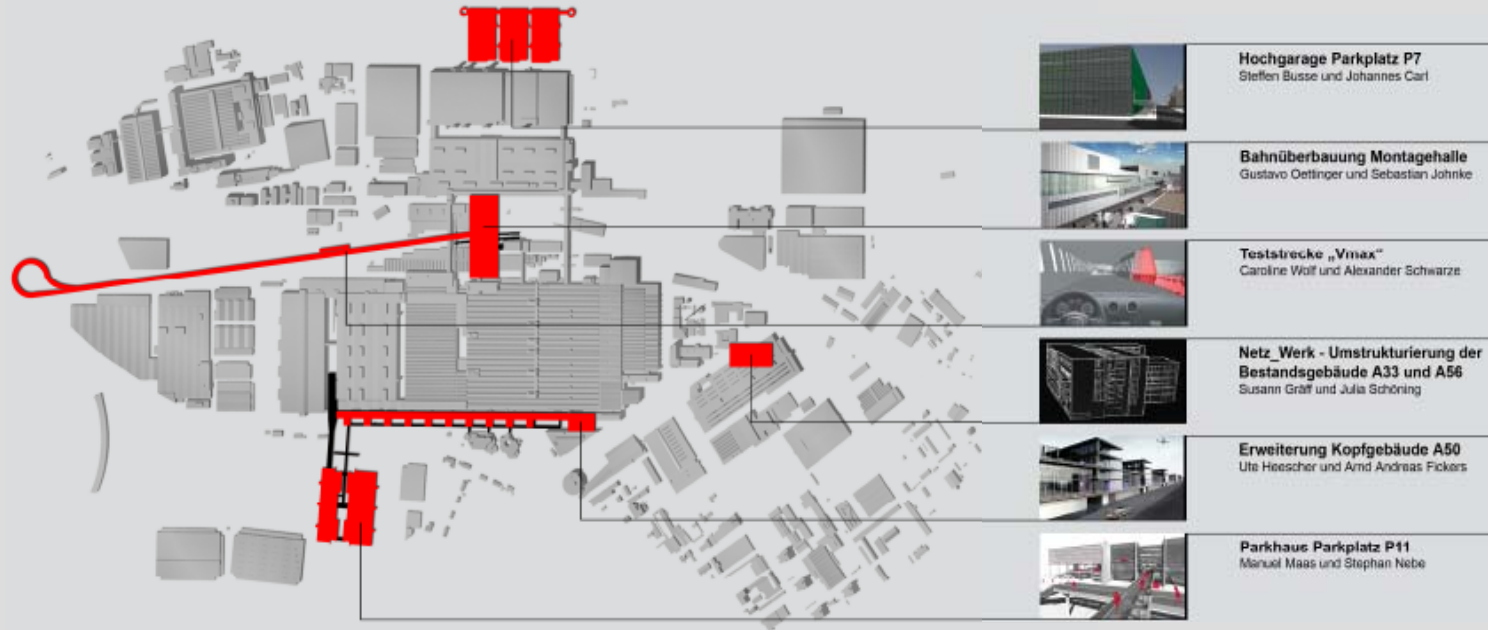 Hochgarage Parkplatz P7
Steffen Busse und Johannes Carl
Bahnüberbauung Montagehalle
Gustavo Oettinger und Sebastian Johnke
Teststrecke „Vmax“
Caroline Wolf und Alexander Schwarze
Netz_Werk - Umstrukturierung der
Bestandsgebäude A33 und A56
Susann Gräff und Julia Schöning
Erweiterung Kopfgebäude A50
Ute Heescher und Arnd Andreas Fickers
Parkhaus Parkplatz P11
Manuel Maas und Stephan Nebe